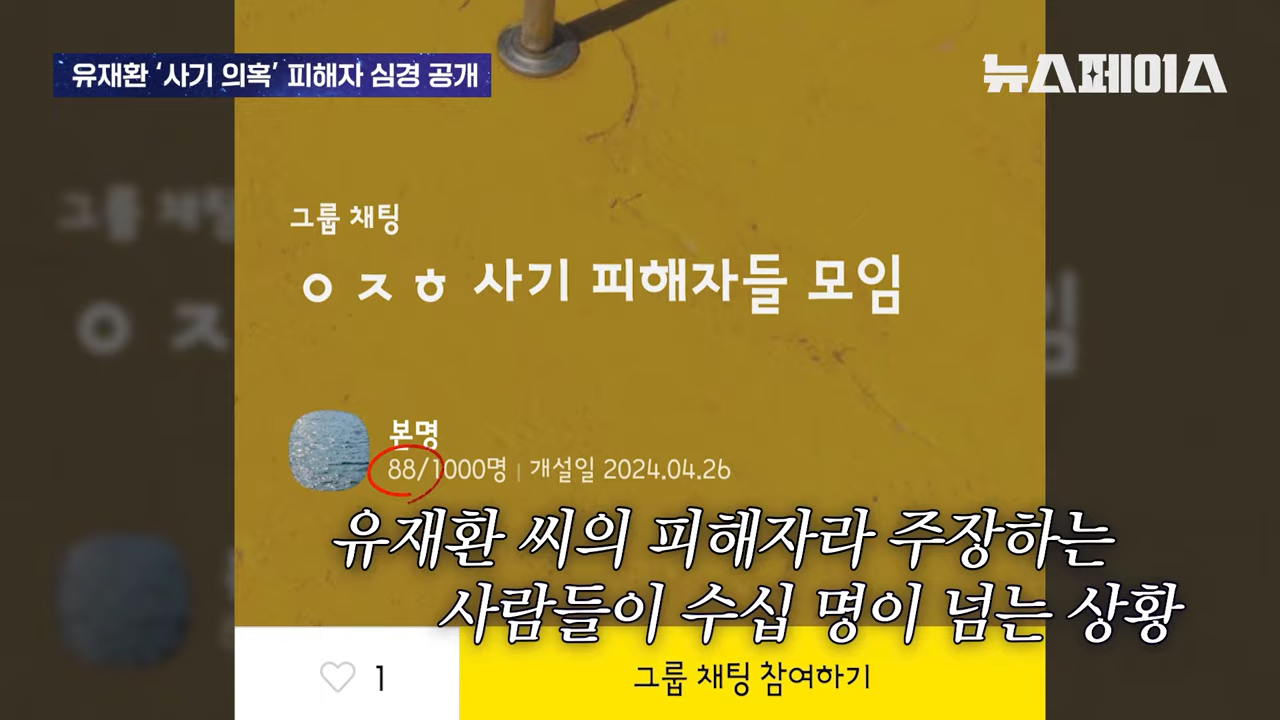 유재환 ‘사기 의혹’ 피해자 심경 공개
뉴스페이스
그룹 채팅
ㅇㅈㅎ 사기 피해자들 모임
본명
88/1000명 | 개설일 2024.04.26
유재환 씨의 피해자라 주장하는
사람들이 수십 명이 넘는 상황
1
그룹 채팅 참여하기